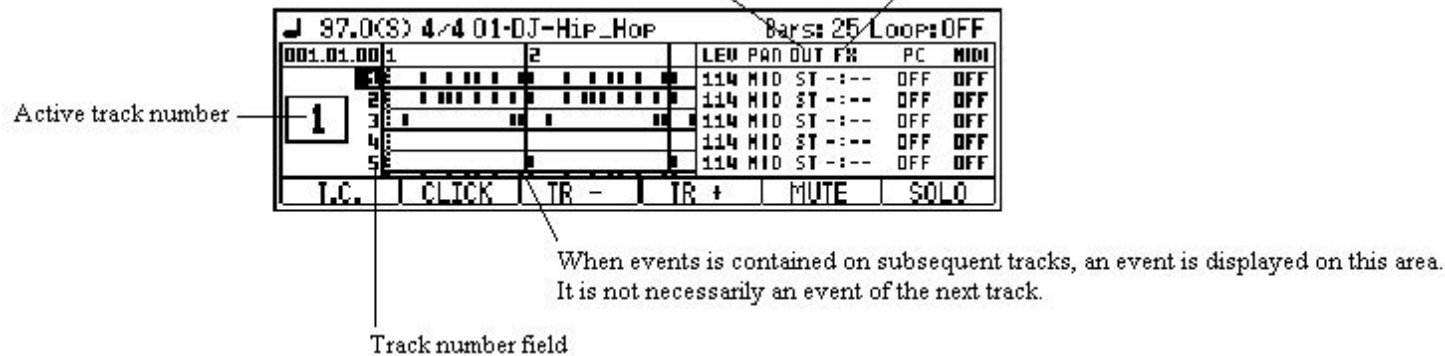 ♩ 97.0(S) 4/4 01-DJ-Hip_Hop Bars: 25 Loop:OFF
001.01.00 1 2 LEV PAN OUT FX PC MIDI
1 114 MID ST -:-- OFF OFF
2 114 MID ST -:-- OFF OFF
Active track number 1 3 114 MID ST -:-- OFF OFF
4 114 MID ST -:-- OFF OFF
5 114 MID ST -:-- OFF OFF
T.C. CLICK TR - TR + MUTE SOLO
When events is contained on subsequent tracks, an event is displayed on this area.
It is not necessarily an event of the next track.
Track number field